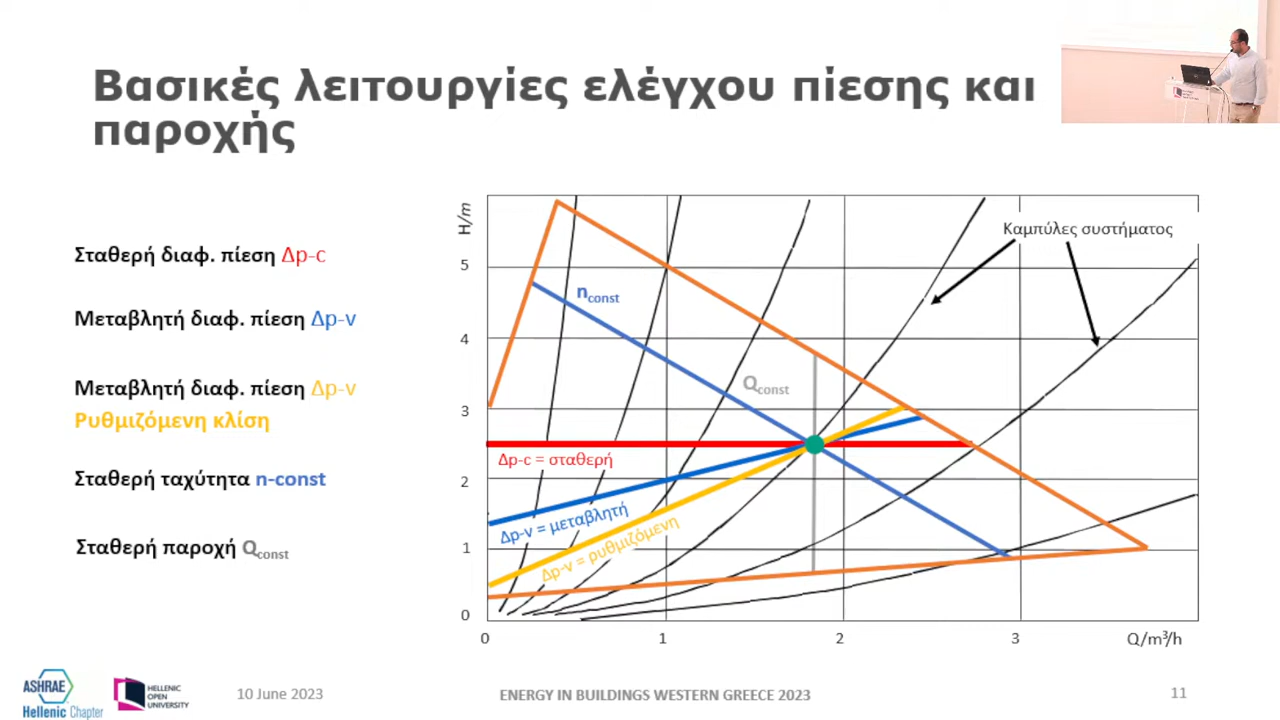 Βασικές λειτουργίες ελέγχου πίεσης και
παροχής
Σταθερή διαφ. πίεση Δp-c
Μεταβλητή διαφ. πίεση Δp-v
Μεταβλητή διαφ. πίεση Δp-v
Ρυθμιζόμενη κλίση
Σταθερή ταχύτητα n-const
Σταθερή παροχή Qconst
H/m
5
4
3
2
1
0
Καμπύλες συστήματος
nconst
Qconst
Δp-c = σταθερή
Δp-v = μεταβλητή
Δp-v = ρυθμιζόμενη
0
1
2
3
Q/m³/h
ASHRAE
Hellenic Chapter
HELLENIC
OPEN
UNIVERSITY
10 June 2023
ENERGY IN BUILDINGS WESTERN GREECE 2023
11